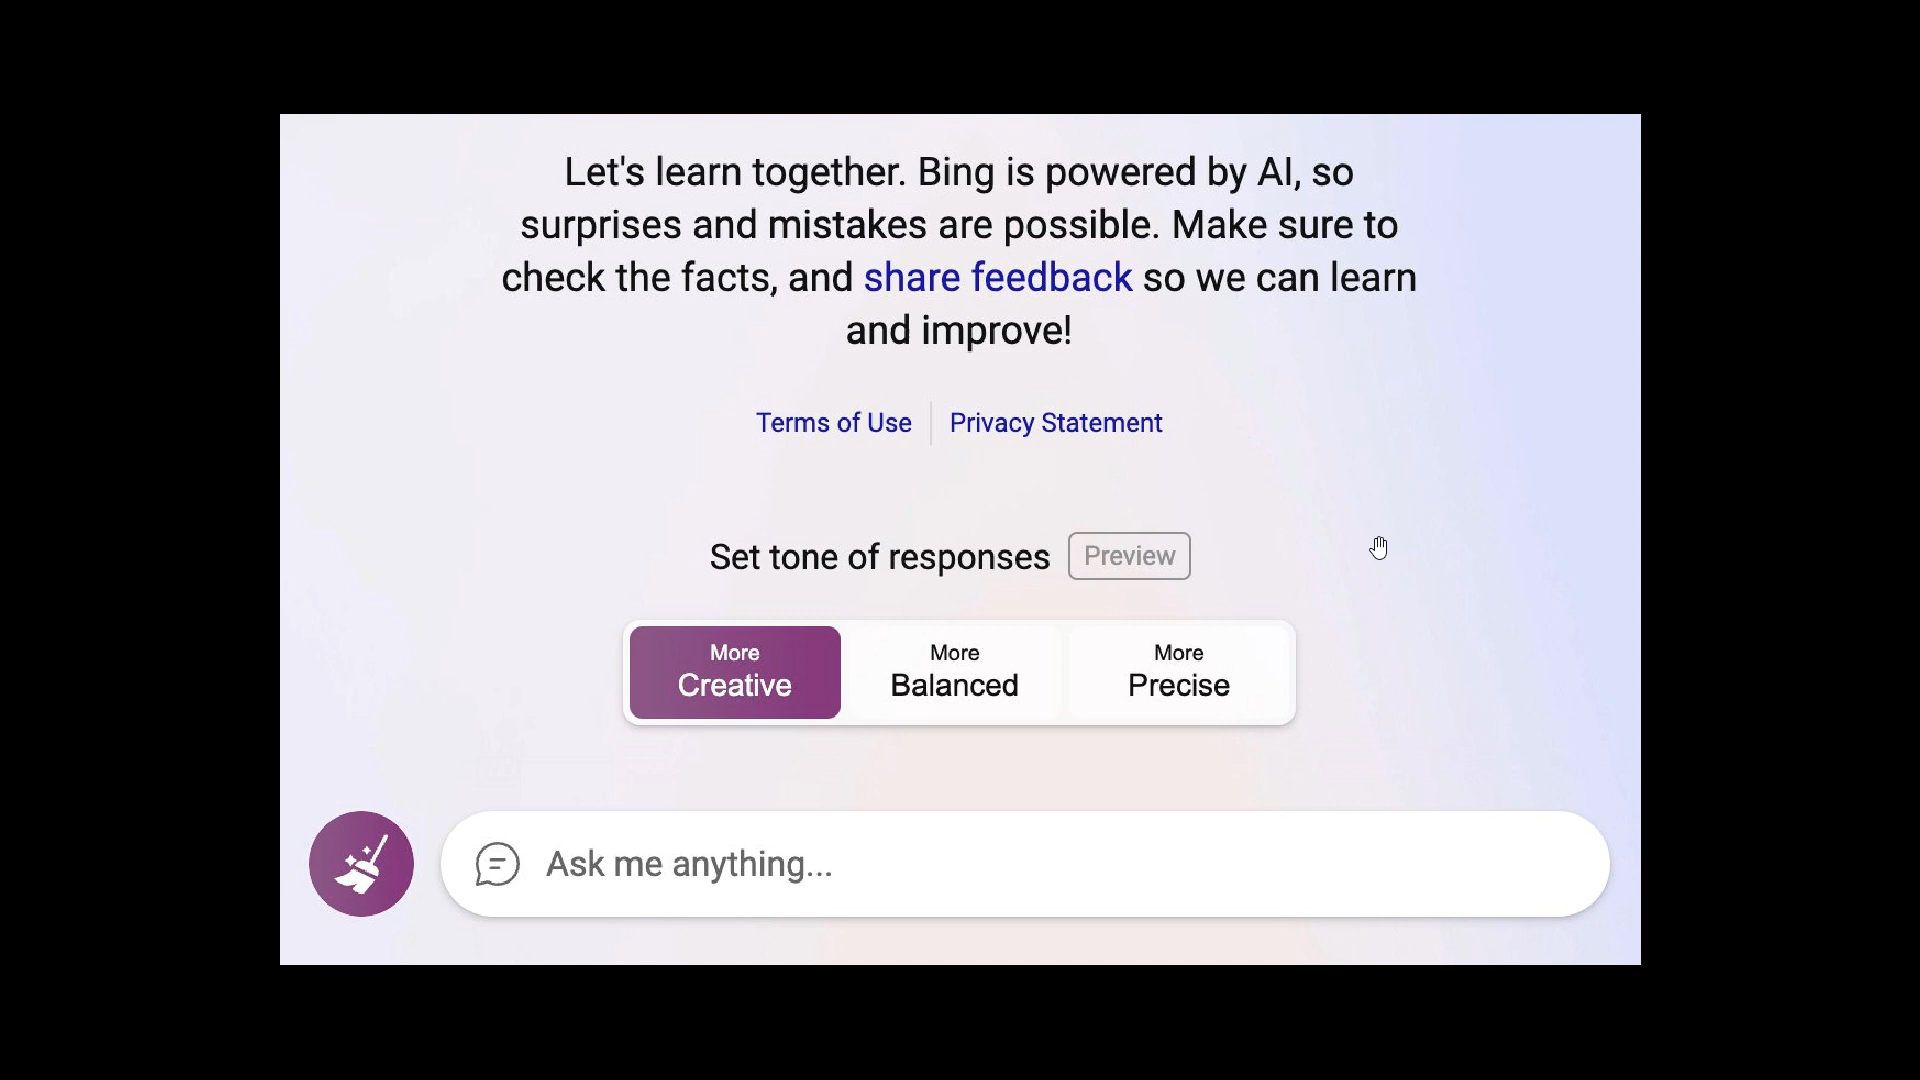 Let's learn together. Bing is powered by AI, so
surprises and mistakes are possible. Make sure to
check the facts, and share feedback so we can learn
and improve!
Terms of Use Privacy Statement
Set tone of responses Preview
More More More
Creative Balanced Precise
Ask me anything...